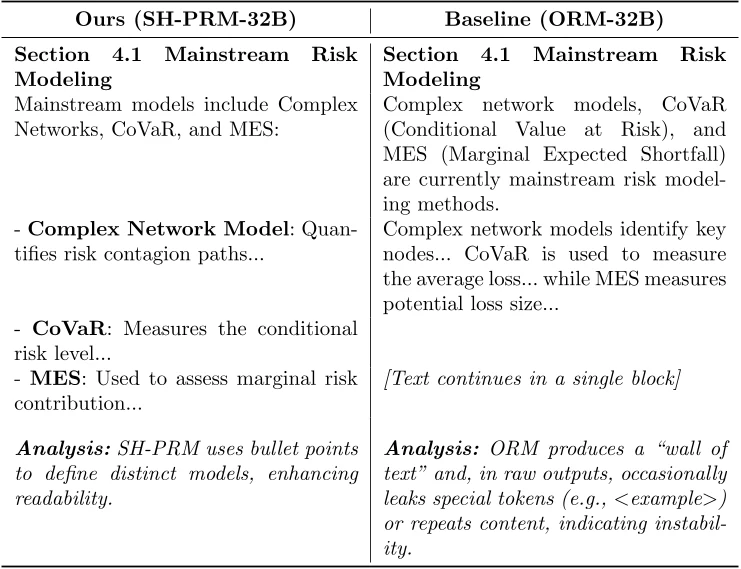 Ours (SH-PRM-32B)
Baseline (ORM-32B)
Section 4.1 Mainstream Risk
Modeling
Mainstream models include Complex
Networks, CoVaR, and MES:
- Complex Network Model: Quan-
tifies risk contagion paths...
- CoVaR: Measures the conditional
risk level...
- MES: Used to assess marginal risk
contribution...
Analysis: SH-PRM uses bullet points
to define distinct models, enhancing
readability.
Section 4.1 Mainstream Risk
Modeling
Complex network models, CoVaR
(Conditional Value at Risk), and
MES (Marginal Expected Shortfall)
are currently mainstream risk model-
ing methods.
Complex network models identify key
nodes... CoVaR is used to measure
the average loss... while MES measures
potential loss size...
[Text continues in a single block]
Analysis: ORM produces a “wall of
text” and, in raw outputs, occasionally
leaks special tokens (e.g., <example>)
or repeats content, indicating instabil-
ity.